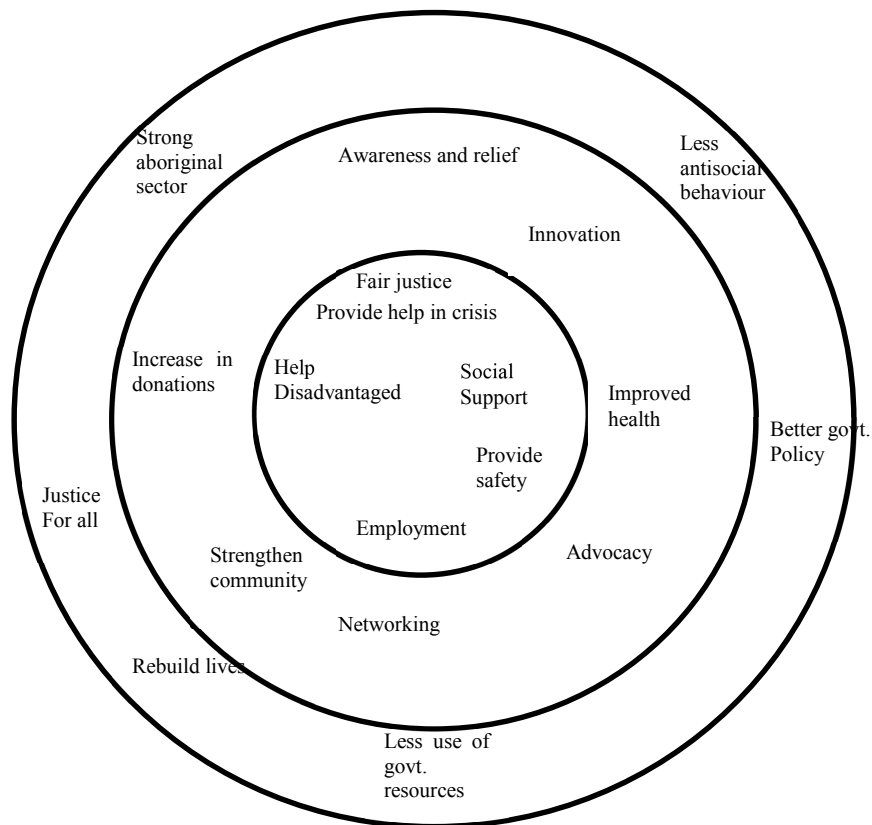 Strong
aboriginal
sector
Less
antisocial
behaviour
Awareness and relief
Innovation
Fair justice
Provide help in crisis
Increase in
donations
Help
Disadvantaged
Social
Support
Improved
health
Better govt.
Policy
Provide
safety
Justice
For all
Employment
Strengthen
community
Advocacy
Networking
Rebuild lives
Less use of
govt.
resources